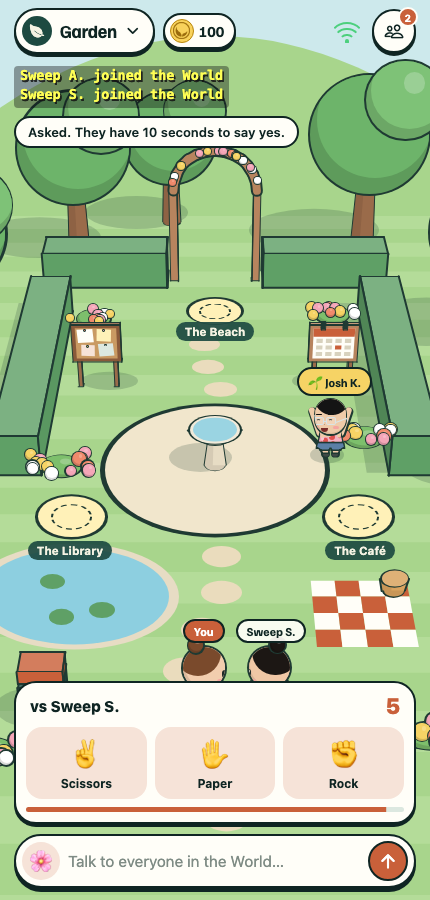 Garden
100
2
Sweep A. joined the World
Sweep S. joined the World
Asked. They have 10 seconds to say yes.
The Beach
Josh K.
The Library
The Café
You
Sweep S.
vs Sweep S.
5
Scissors
Paper
Rock
Talk to everyone in the World...